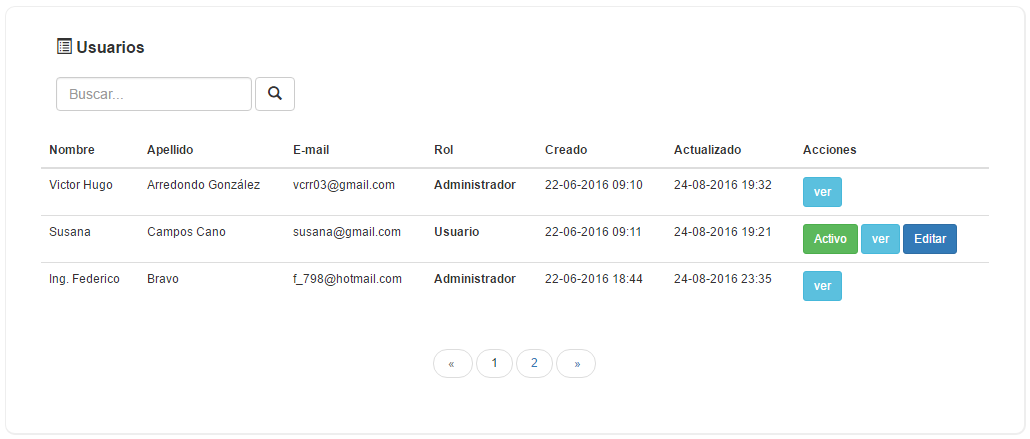 Usuarios
Buscar...
Nombre Apellido E-mail Rol Creado Actualizado Acciones
Victor Hugo Arredondo González vcrr03@gmail.com Administrador 22-06-2016 09:10 24-08-2016 19:32 ver
Susana Campos Cano susana@gmail.com Usuario 22-06-2016 09:11 24-08-2016 19:21 Activo ver Editar
Ing. Federico Bravo f_798@hotmail.com Administrador 22-06-2016 18:44 24-08-2016 23:35 ver
« 1 2 »